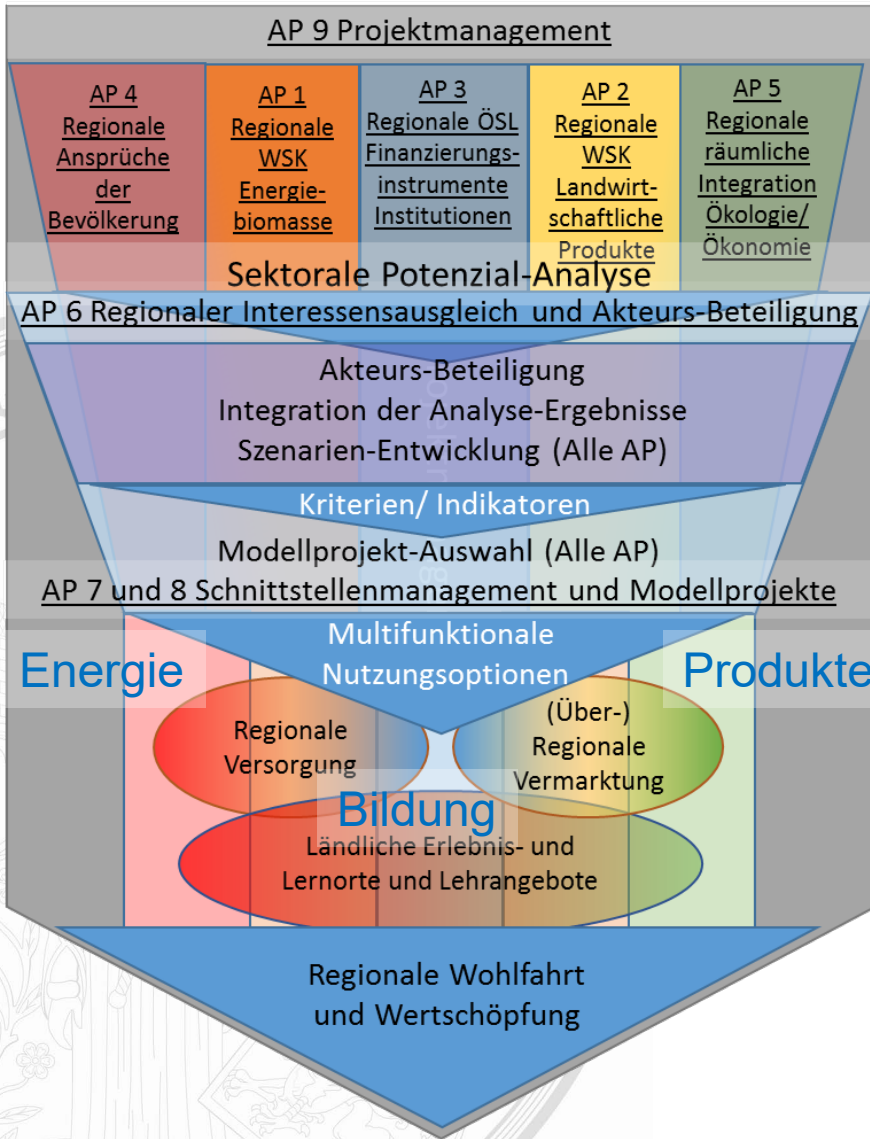 AP 9 Projektmanagement
AP 4
Regionale
Ansprüche
der
Bevölkerung
AP 1
Regionale
WSK
Energie-
biomasse
AP 3
Regionale ÖSL
Finanzierungs-
instrumente
Institutionen
AP 2
Regionale
WSK
Landwirt-
schaftliche
Produkte
AP 5
Regionale
räumliche
Integration
Ökologie/
Ökonomie
Sektorale Potenzial-Analyse
AP 6 Regionaler Interessensausgleich und Akteurs-Beteiligung
Akteurs-Beteiligung
Integration der Analyse-Ergebnisse
Szenarien-Entwicklung (Alle AP)
Kriterien/ Indikatoren
Modellprojekt-Auswahl (Alle AP)
AP 7 und 8 Schnittstellenmanagement und Modellprojekte
Multifunktionale
Nutzungsoptionen
Energie
Produkte
Regionale
Versorgung
(Über-)
Regionale
Vermarktung
Bildung
Ländliche Erlebnis- und
Lernorte und Lehrangebote
Regionale Wohlfahrt
und Wertschöpfung